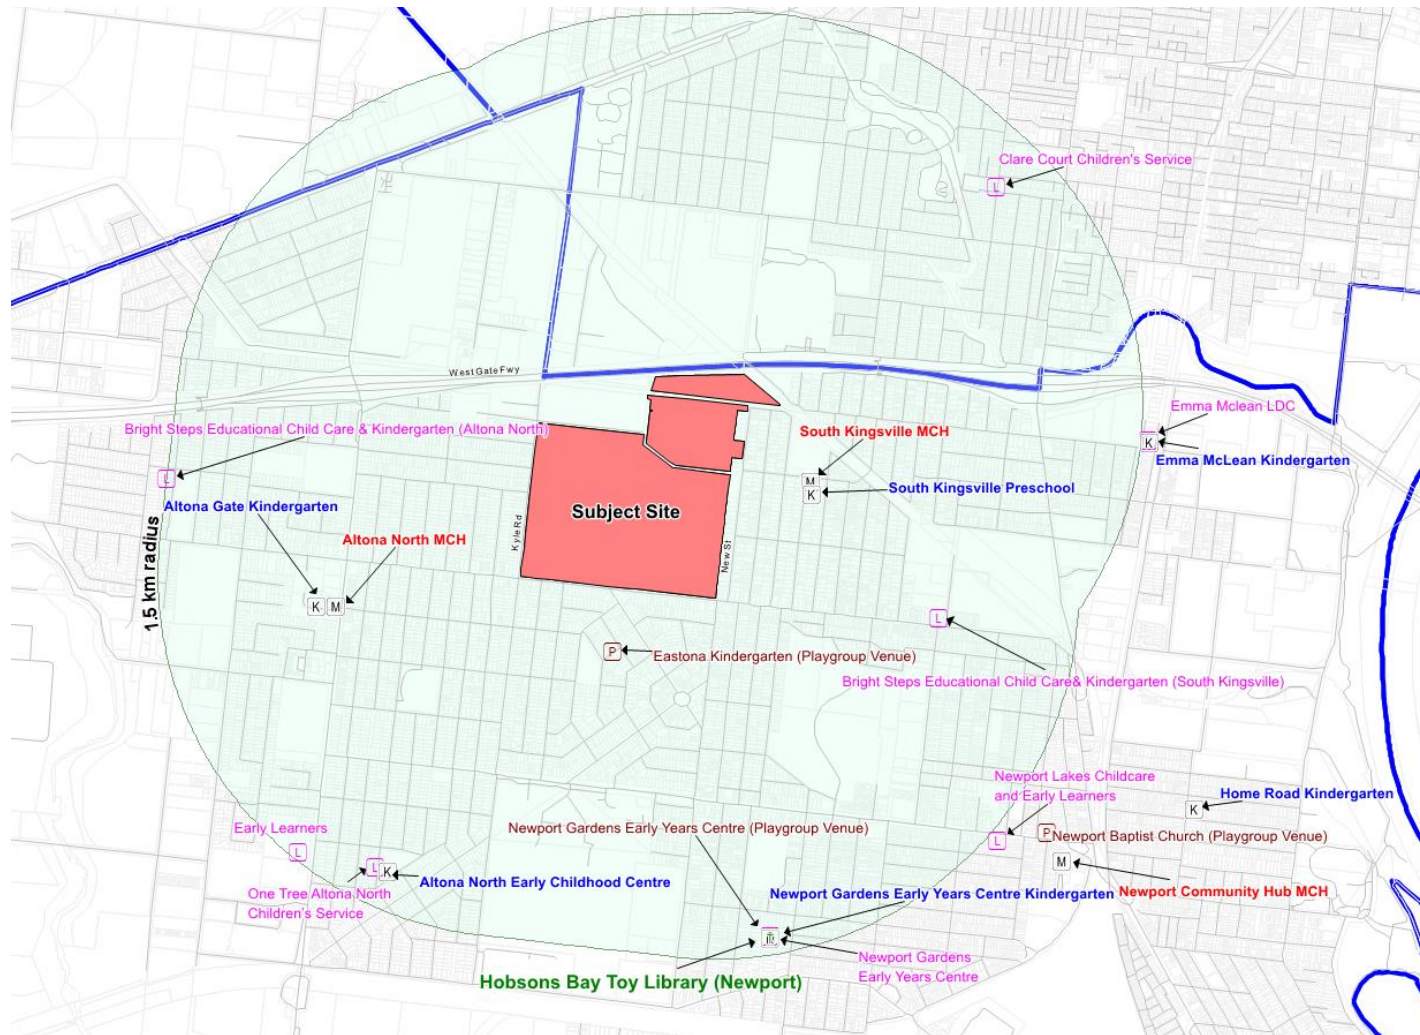 Clare Court Children's Service
L
West Gate Fwy
Emma Mclean LDC
Bright Steps Educational Child Care & Kindergarten (Altona North)
South Kingsville MCH
K
Emma McLean Kindergarten
L
M
South Kingsville Preschool
K
Altona Gate Kindergarten
Subject Site
Kyle Rd
New St
Altona North MCH
1.5 km radius
K M
L
P
Eastona Kindergarten (Playgroup Venue)
Bright Steps Educational Child Care& Kindergarten (South Kingsville)
Newport Lakes Childcare
and Early Learners
Home Road Kindergarten
K
Early Learners
Newport Gardens Early Years Centre (Playgroup Venue)
P
Newport Baptist Church (Playgroup Venue)
L
L
L
K
M
Altona North Early Childhood Centre
One Tree Altona North
Children's Service
Newport Gardens Early Years Centre Kindergarten
Newport Community Hub MCH
Newport Gardens
Early Years Centre
Hobsons Bay Toy Library (Newport)